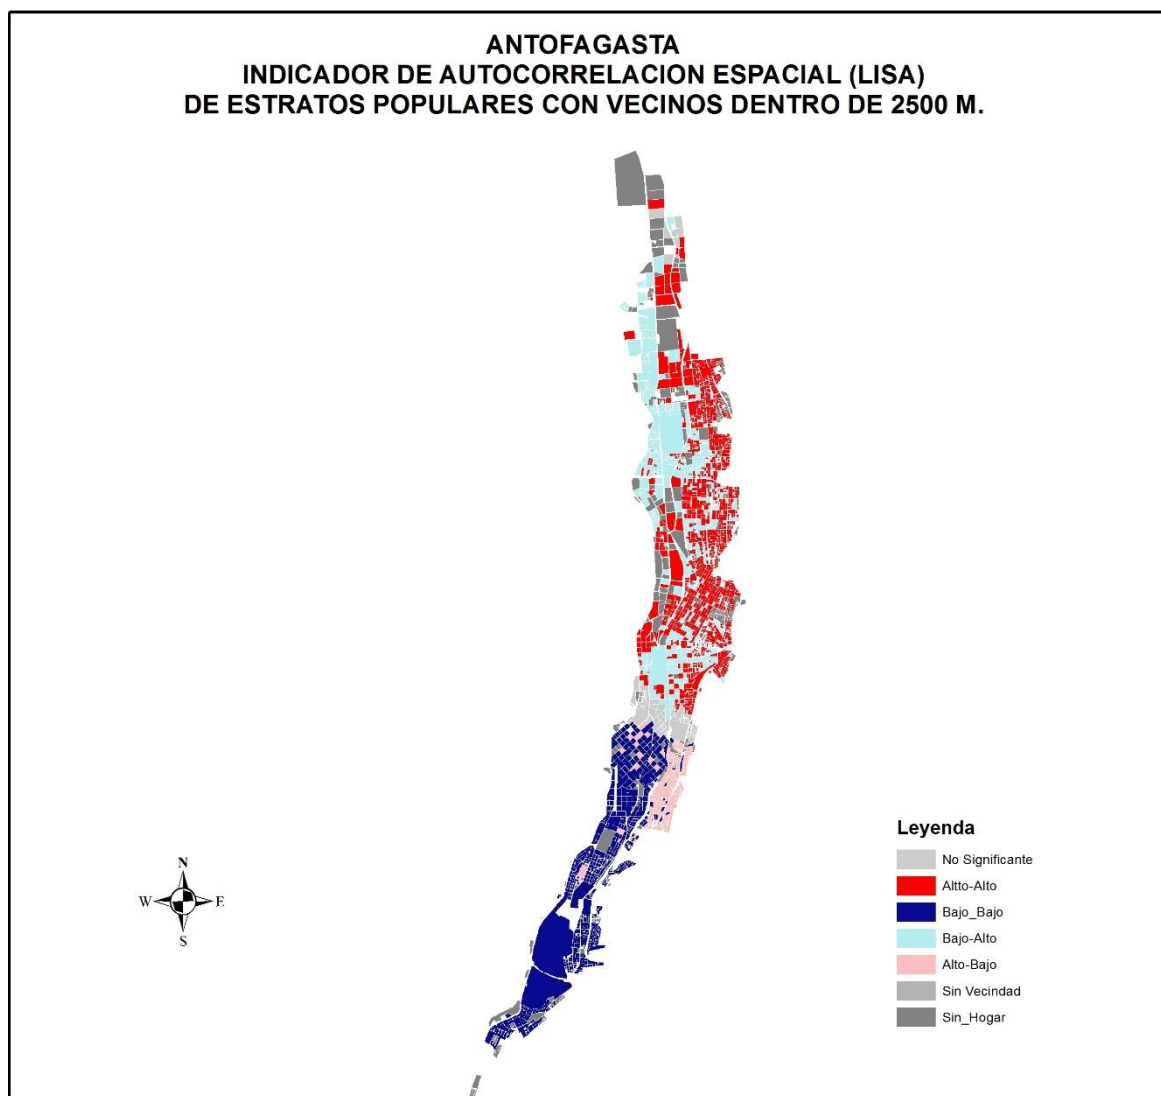 ANTOFAGASTA
INDICADOR DE AUTOCORRELACION ESPACIAL (LISA)
DE ESTRATOS POPULARES CON VECINOS DENTRO DE 2500 M.
N
W
E
S
Leyenda
No Significante
Altto-Alto
Bajo_Bajo
Bajo-Alto
Alto-Bajo
Sin Vecindad
Sin_Hogar